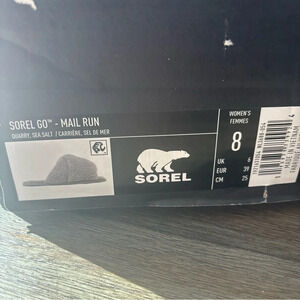 SOREL GO™ - MAIL RUN
QUARRY, SEA SALT / CARRIÈRE, SEL DE MER
SOREL
WOMEN'S
FEMMES
8
UK 6
EUR 39
CM 25